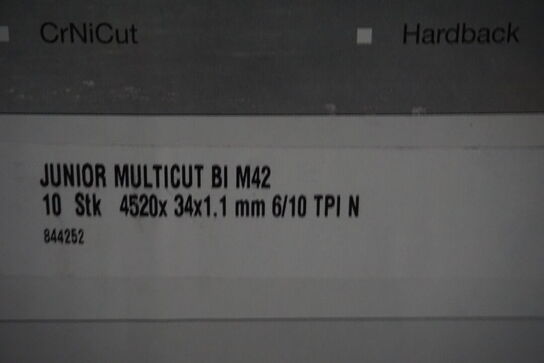 CrNiCut Hardback
JUNIOR MULTICUT BI M42
10 Stk 4520x 34x1.1 mm 6/10 TPI N
844252